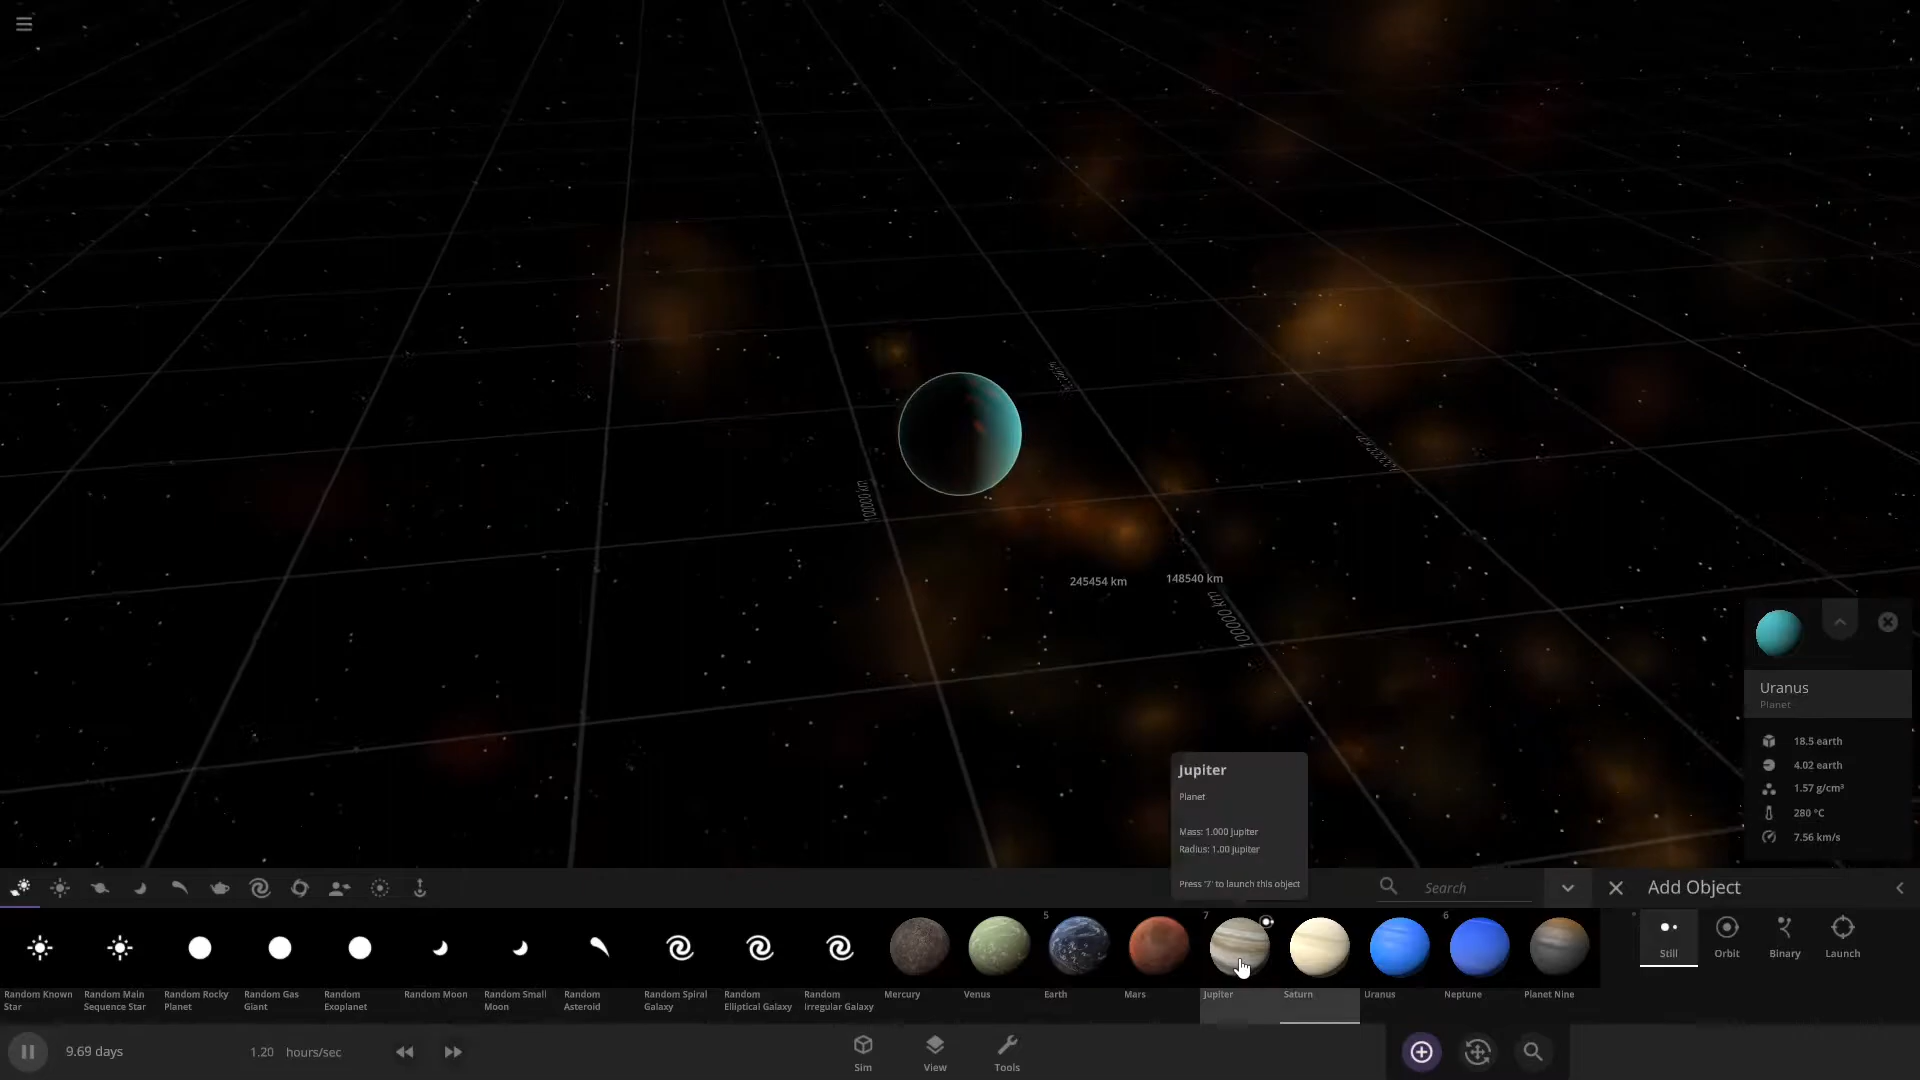 100000 km
245454 km
148540 km
100000 km
Uranus
Planet
18.5 earth
4.02 earth
1.57 g/cm³
280 °C
7.56 km/s
Jupiter
Planet
Mass: 1.000 Jupiter
Radius: 1.00 Jupiter
Press '7' to launch this object
Search
Add Object
5
7
6
Still
Orbit
Binary
Launch
Random Known
Star
Random Main
Sequence Star
Random Rocky
Planet
Random Gas
Giant
Random
Exoplanet
Random Moon
Random Small
Moon
Random
Asteroid
Random Spiral
Galaxy
Random
Elliptical Galaxy
Random
Irregular Galaxy
Mercury
Venus
Earth
Mars
Jupiter
Saturn
Uranus
Neptune
Planet Nine
9.69 days
1.20 hours/sec
Sim
View
Tools